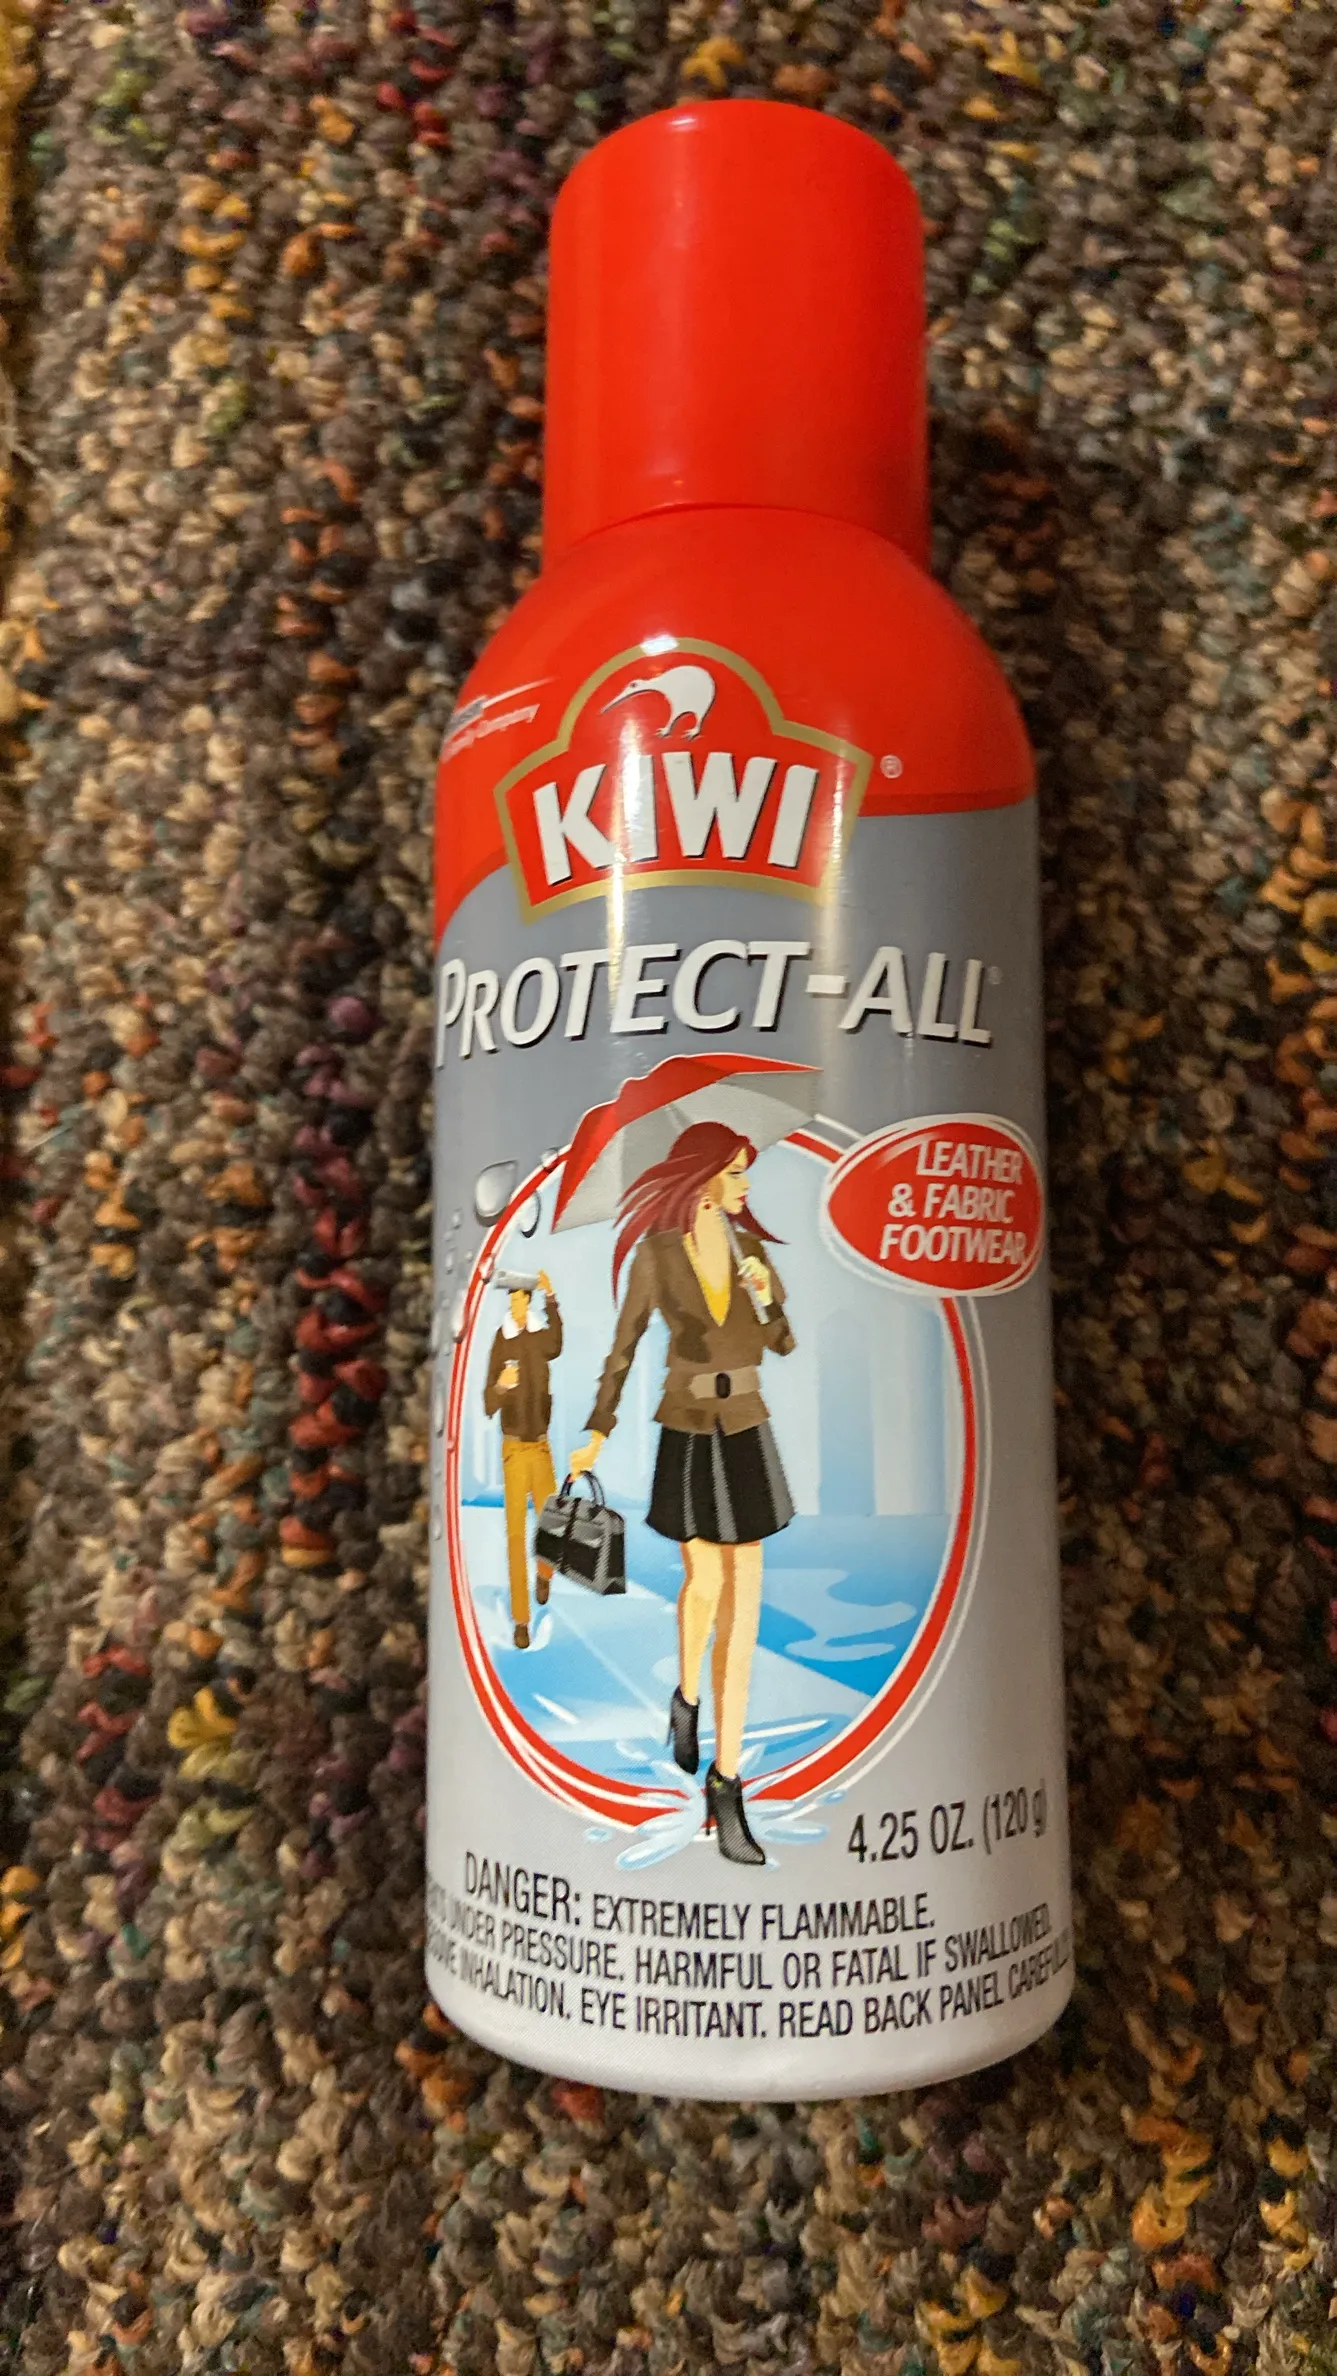 KIWI
®
PROTECT-ALL
LEATHER
& FABRIC
FOOTWEAR
4.25 OZ. (120 g)
DANGER: EXTREMELY FLAMMABLE.
UNDER PRESSURE. HARMFUL OR FATAL IF SWALLOWED.
INHALATION. EYE IRRITANT. READ BACK PANEL